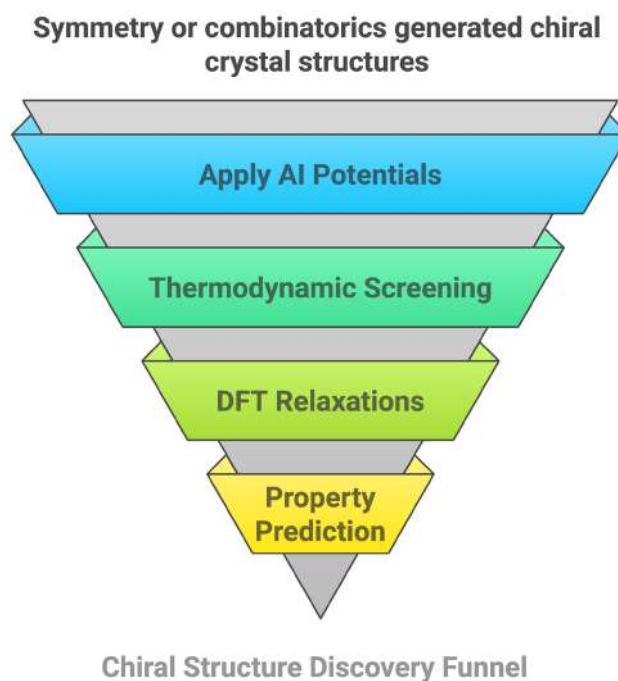 Symmetry or combinatorics generated chiral
crystal structures
Apply AI Potentials
Thermodynamic Screening
DFT Relaxations
Property
Prediction
Chiral Structure Discovery Funnel